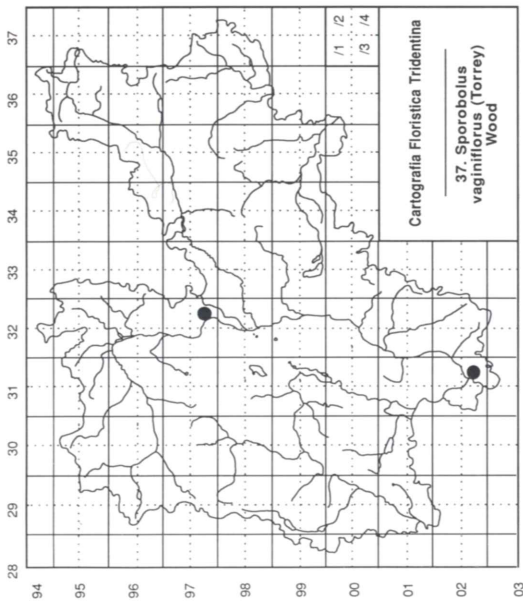 Cartografia Floristica Tridentina
37. Sporobolus
vaginiflorus (Torrey)
Wood
/1 /2
/3 /4
28 29 30 31 32 33 34 35 36 37
94 95 96 97 98 99 00 01 02 03